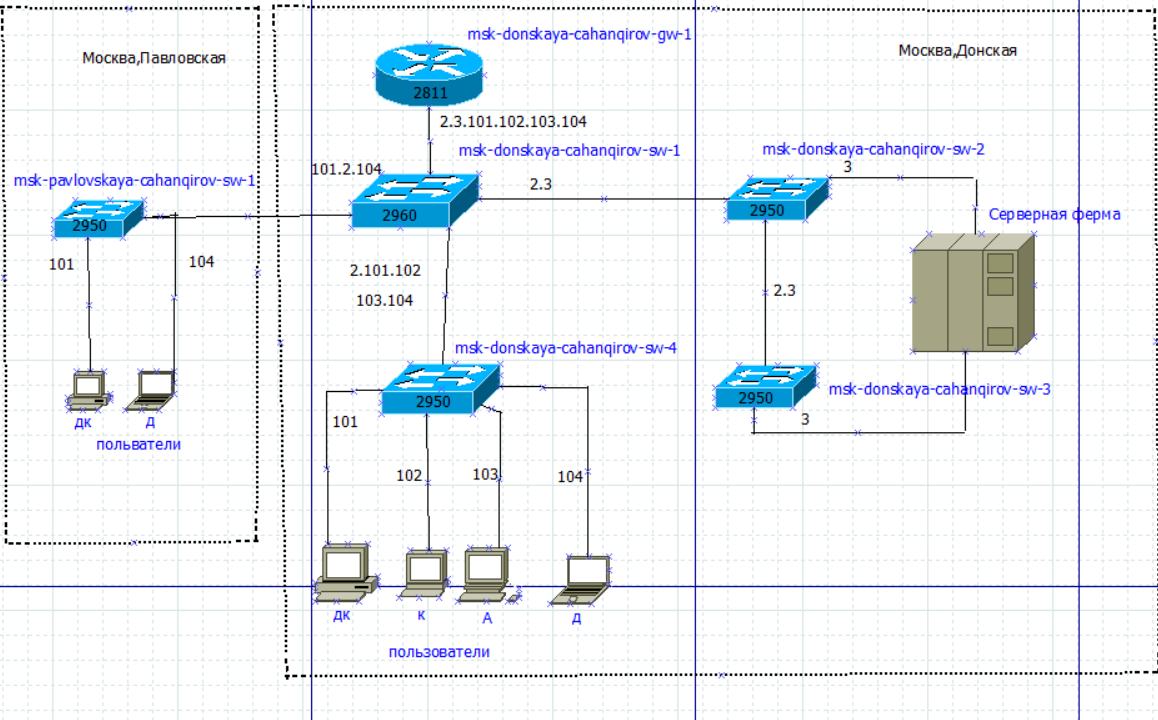 msk-donskaya-cahanqirov-gw-1
Москва,Павловская
Москва,Донская
2811
2.3.101.102.103.104
msk-donskaya-cahanqirov-sw-1
msk-donskaya-cahanqirov-sw-2
101.2.104
3
msk-pavlovskaya-cahanqirov-sw-1
2.3
2960
2950
2950
Серверная ферма
101
104
2.101.102
103.104
2.3
msk-donskaya-cahanqirov-sw-4
msk-donskaya-cahanqirov-sw-3
2950
2950
дк
д
101
3
польватели
102
103
104
дк
к
А
д
пользователи